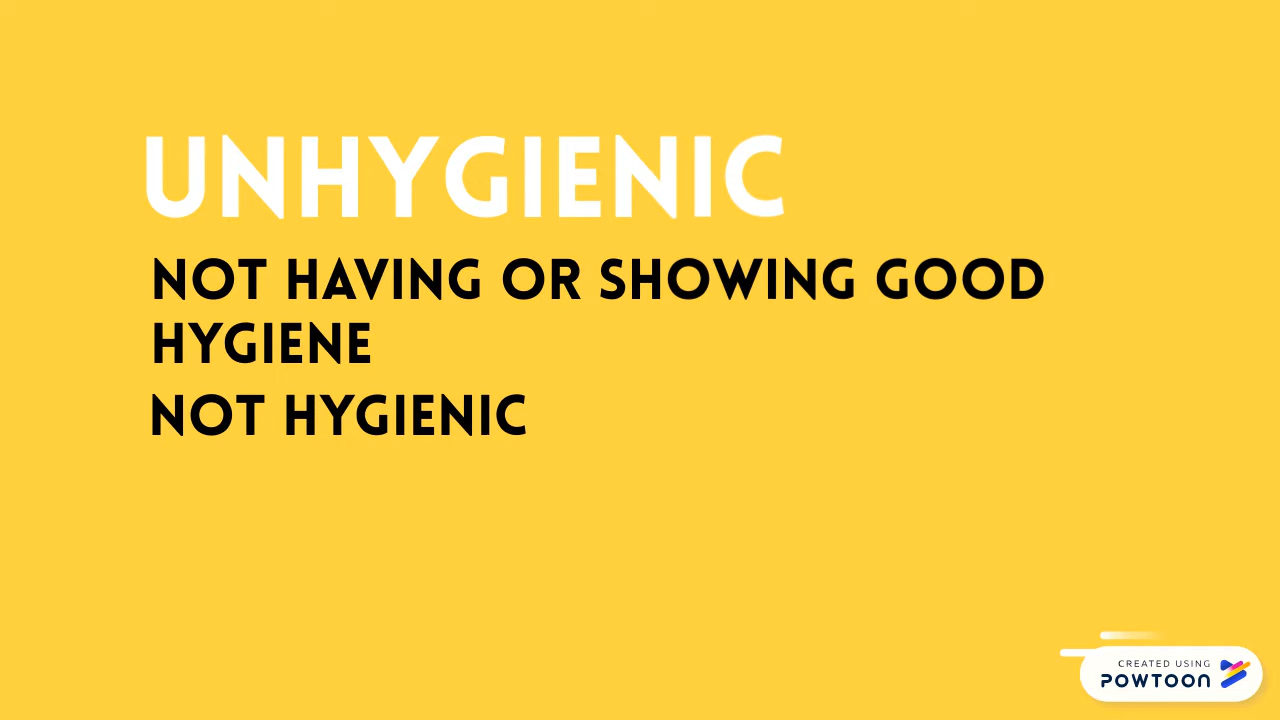 UNHYGIENIC
NOT HAVING OR SHOWING GOOD
HYGIENE
NOT HYGIENIC
CREATED USING
POWTOON